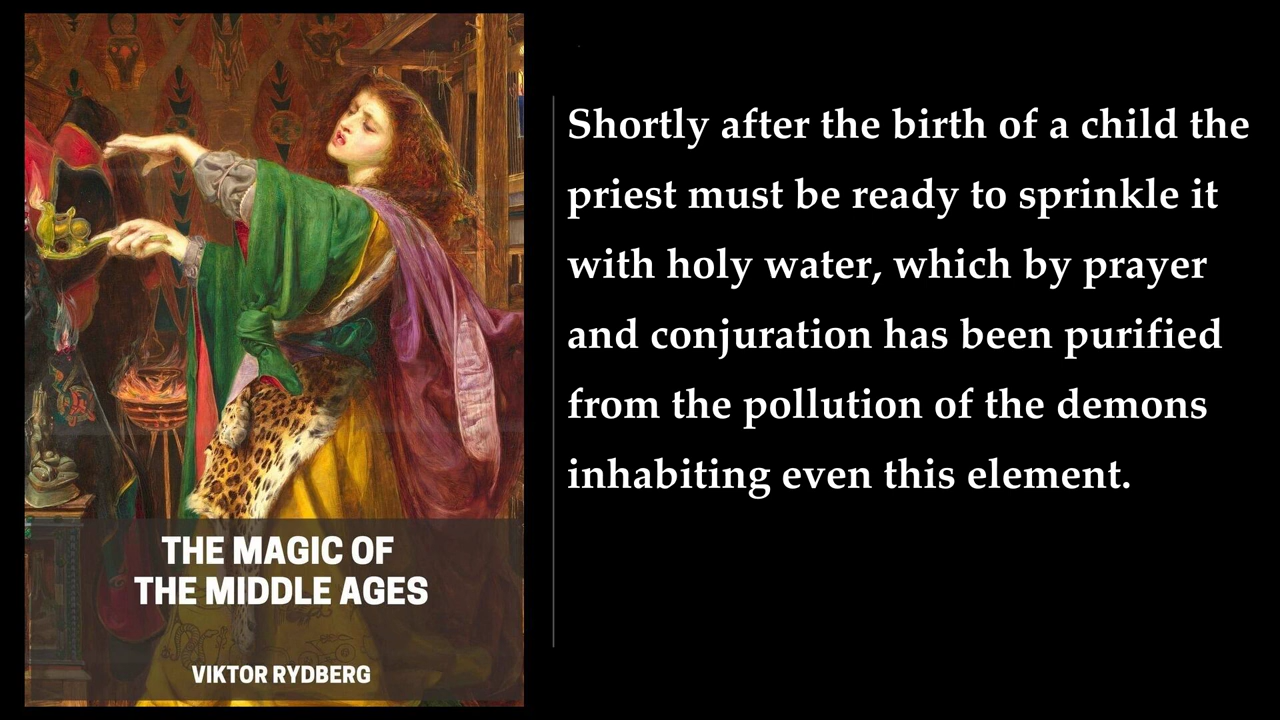 THE MAGIC OF
THE MIDDLE AGES
VIKTOR RYDBERG
Shortly after the birth of a child the
priest must be ready to sprinkle it
with holy water, which by prayer
and conjuration has been purified
from the pollution of the demons
inhabiting even this element.